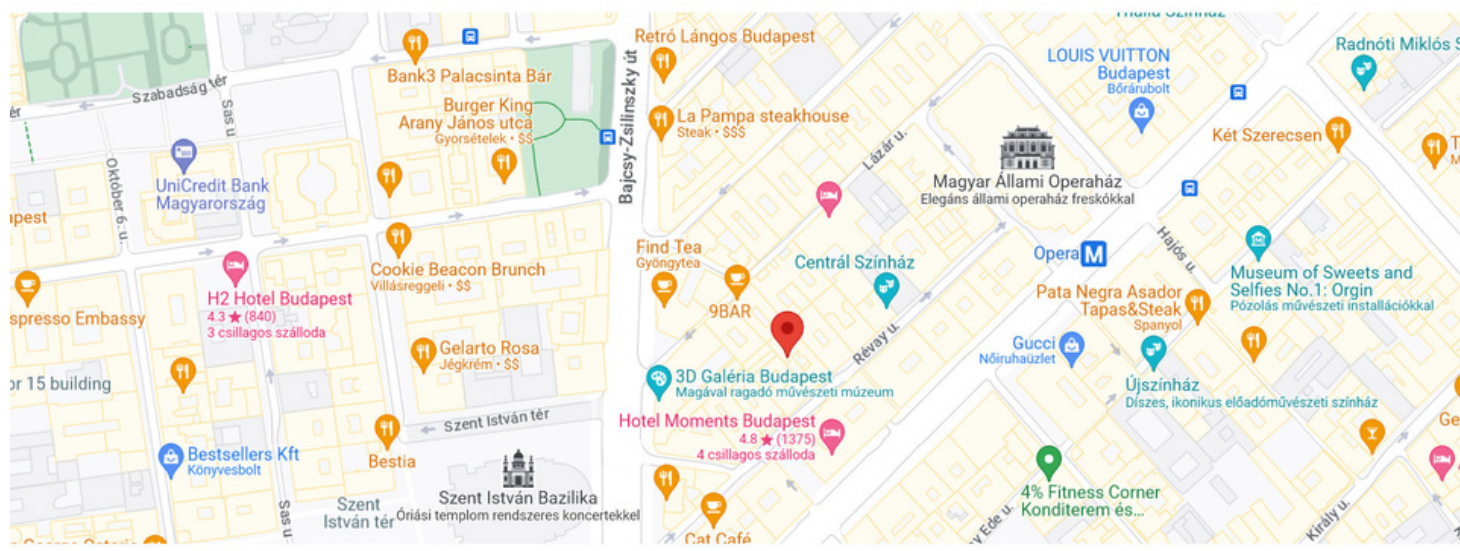 Thália Színház
Retró Lángos Budapest
Radnóti Miklós S
LOUIS VUITTON
Budapest
Bőrárubolt
Bank3 Palacsinta Bár
Szabadság tér
Sas u
Bajcsy-Zsilinszky út
Burger King
Arany János utca
Gyorsételek • $$
La Pampa steakhouse
Steak • $$$
Lázár u.
Két Szerecsen
UniCredit Bank
Magyarország
Október 6. u.
Magyar Állami Operaház
Elegáns állami operaház freskókkal
apest
Cookie Beacon Brunch
Villásreggeli • $$
Find Tea
Gyöngytea
Centrál Színház
Opera M
Hajós u.
Museum of Sweets and
Selfies No.1: Orgin
Pózolás művészeti installációkkal
H2 Hotel Budapest
4.3 ★ (840)
3 csillagos szálloda
spresso Embassy
9BAR
Pata Negra Asador
Tapas&Steak
Spanyol
Révay u.
Gucci
Nőiruhaüzlet
Gelarto Rosa
Jégkrém • $$
or 15 building
3D Galéria Budapest
Magával ragadó művészeti múzeum
Újszínház
Díszes, ikonikus előadóművészeti színház
Szent István tér
Hotel Moments Budapest
4.8 ★ (1375)
4 csillagos szálloda
Ge
Bestsellers Kft
Könyvesbolt
Bestia
Szent István Bazilika
Óriási templom rendszeres koncertekkel
Szent
István tér
Sas u
4% Fitness Corner
Konditerem és...
Király u.
y Ede u.
Cat Café